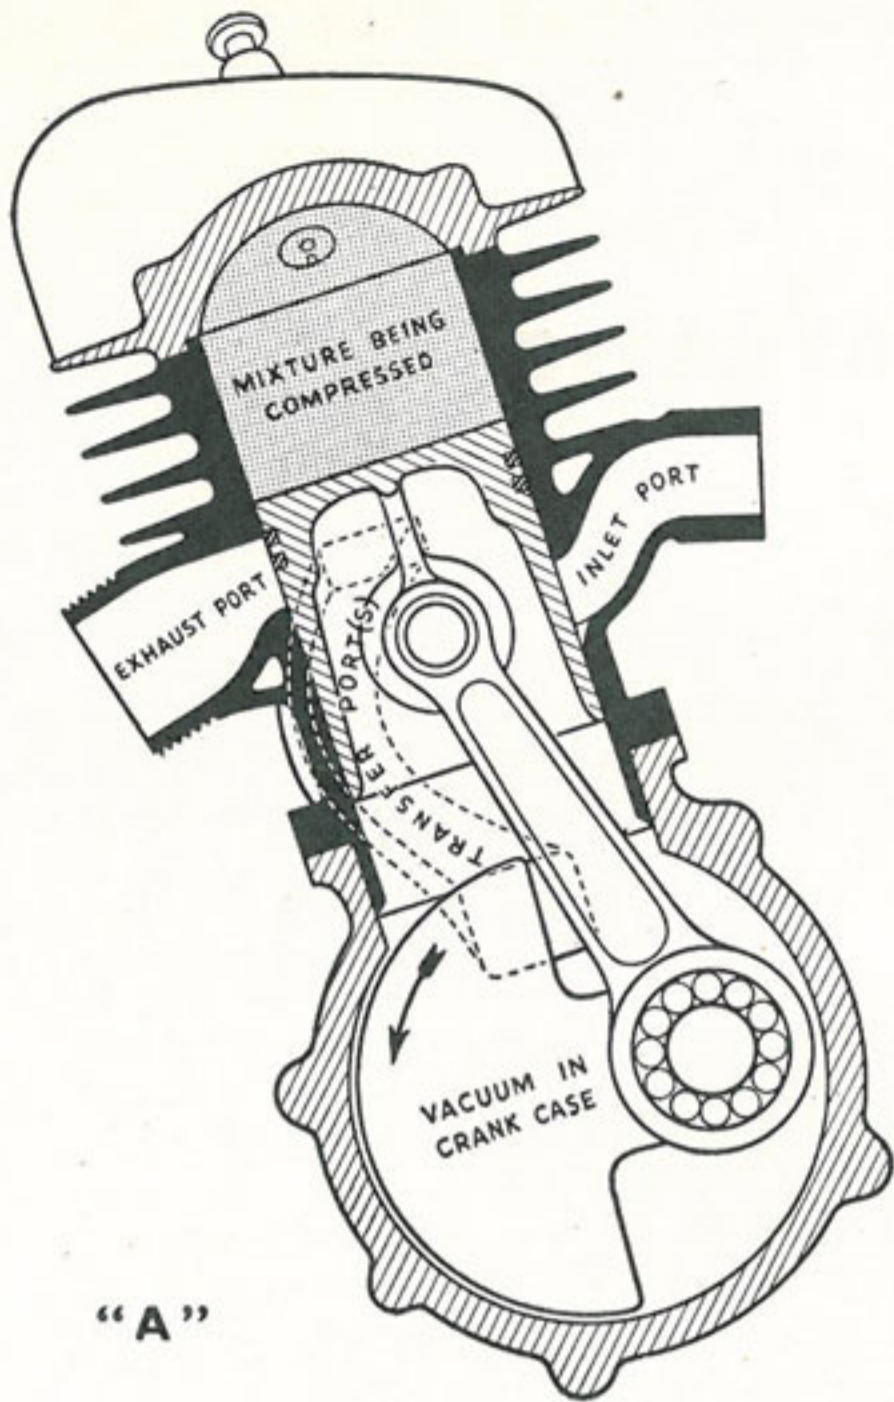 MIXTURE BEING
COMPRESSED
INLET PORT
EXHAUST PORT
TRANSFER PORT(S)
VACUUM IN
CRANK CASE
“A”